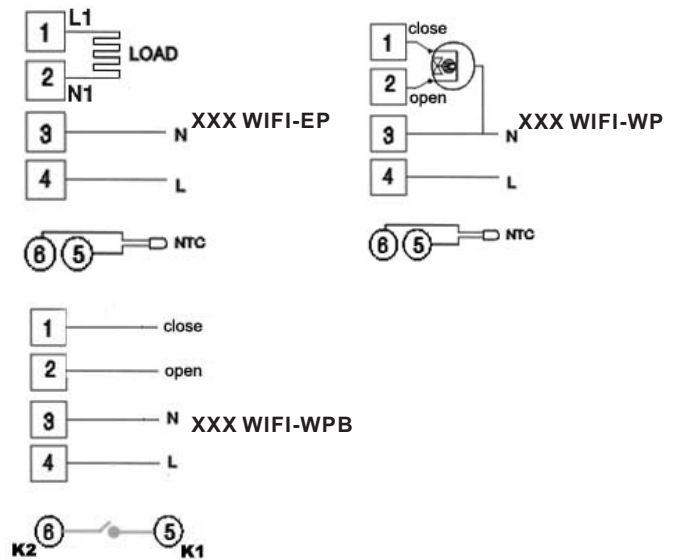 1 L1
LOAD
2 N1
3 N XXX WIFI-EP
4 L
6 5 NTC
1 close
2 open
3 N XXX WIFI-WP
4 L
6 5 NTC
1 close
2 open
3 N XXX WIFI-WPB
4 L
K2 6 5 K1